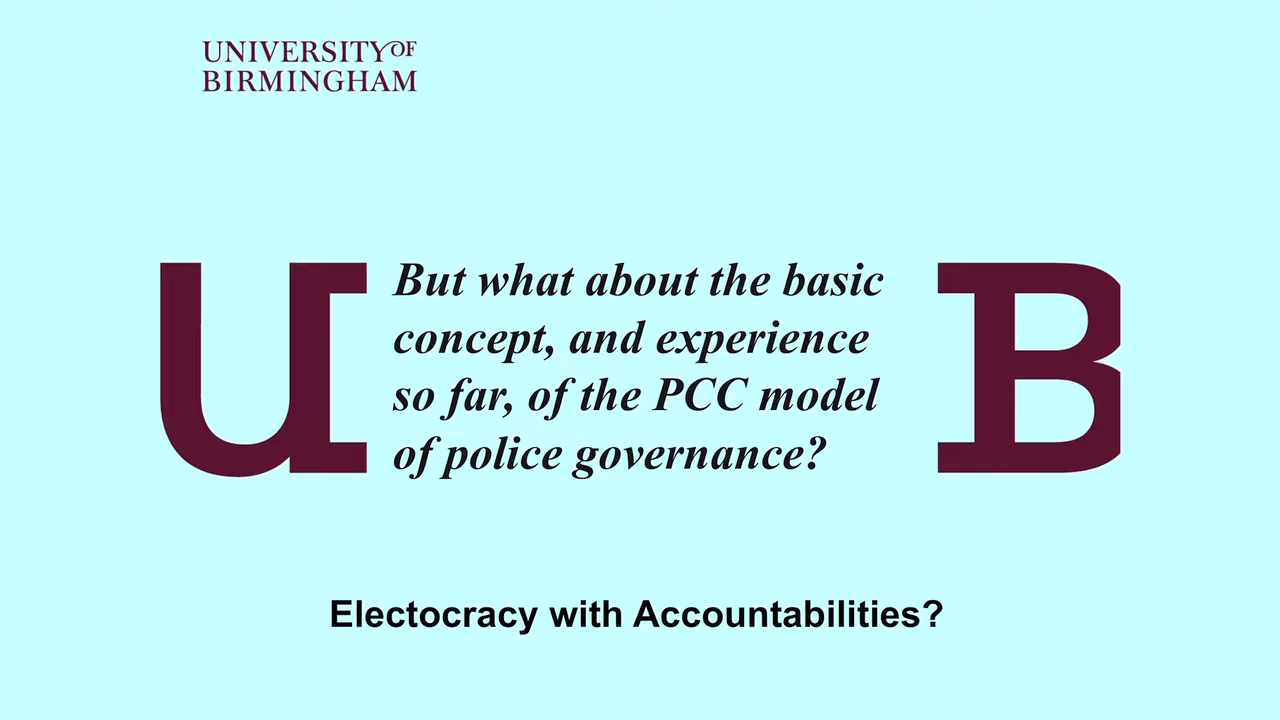 UNIVERSITY OF
BIRMINGHAM
U
But what about the basic
concept, and experience
so far, of the PCC model
of police governance?
B
Electocracy with Accountabilities?